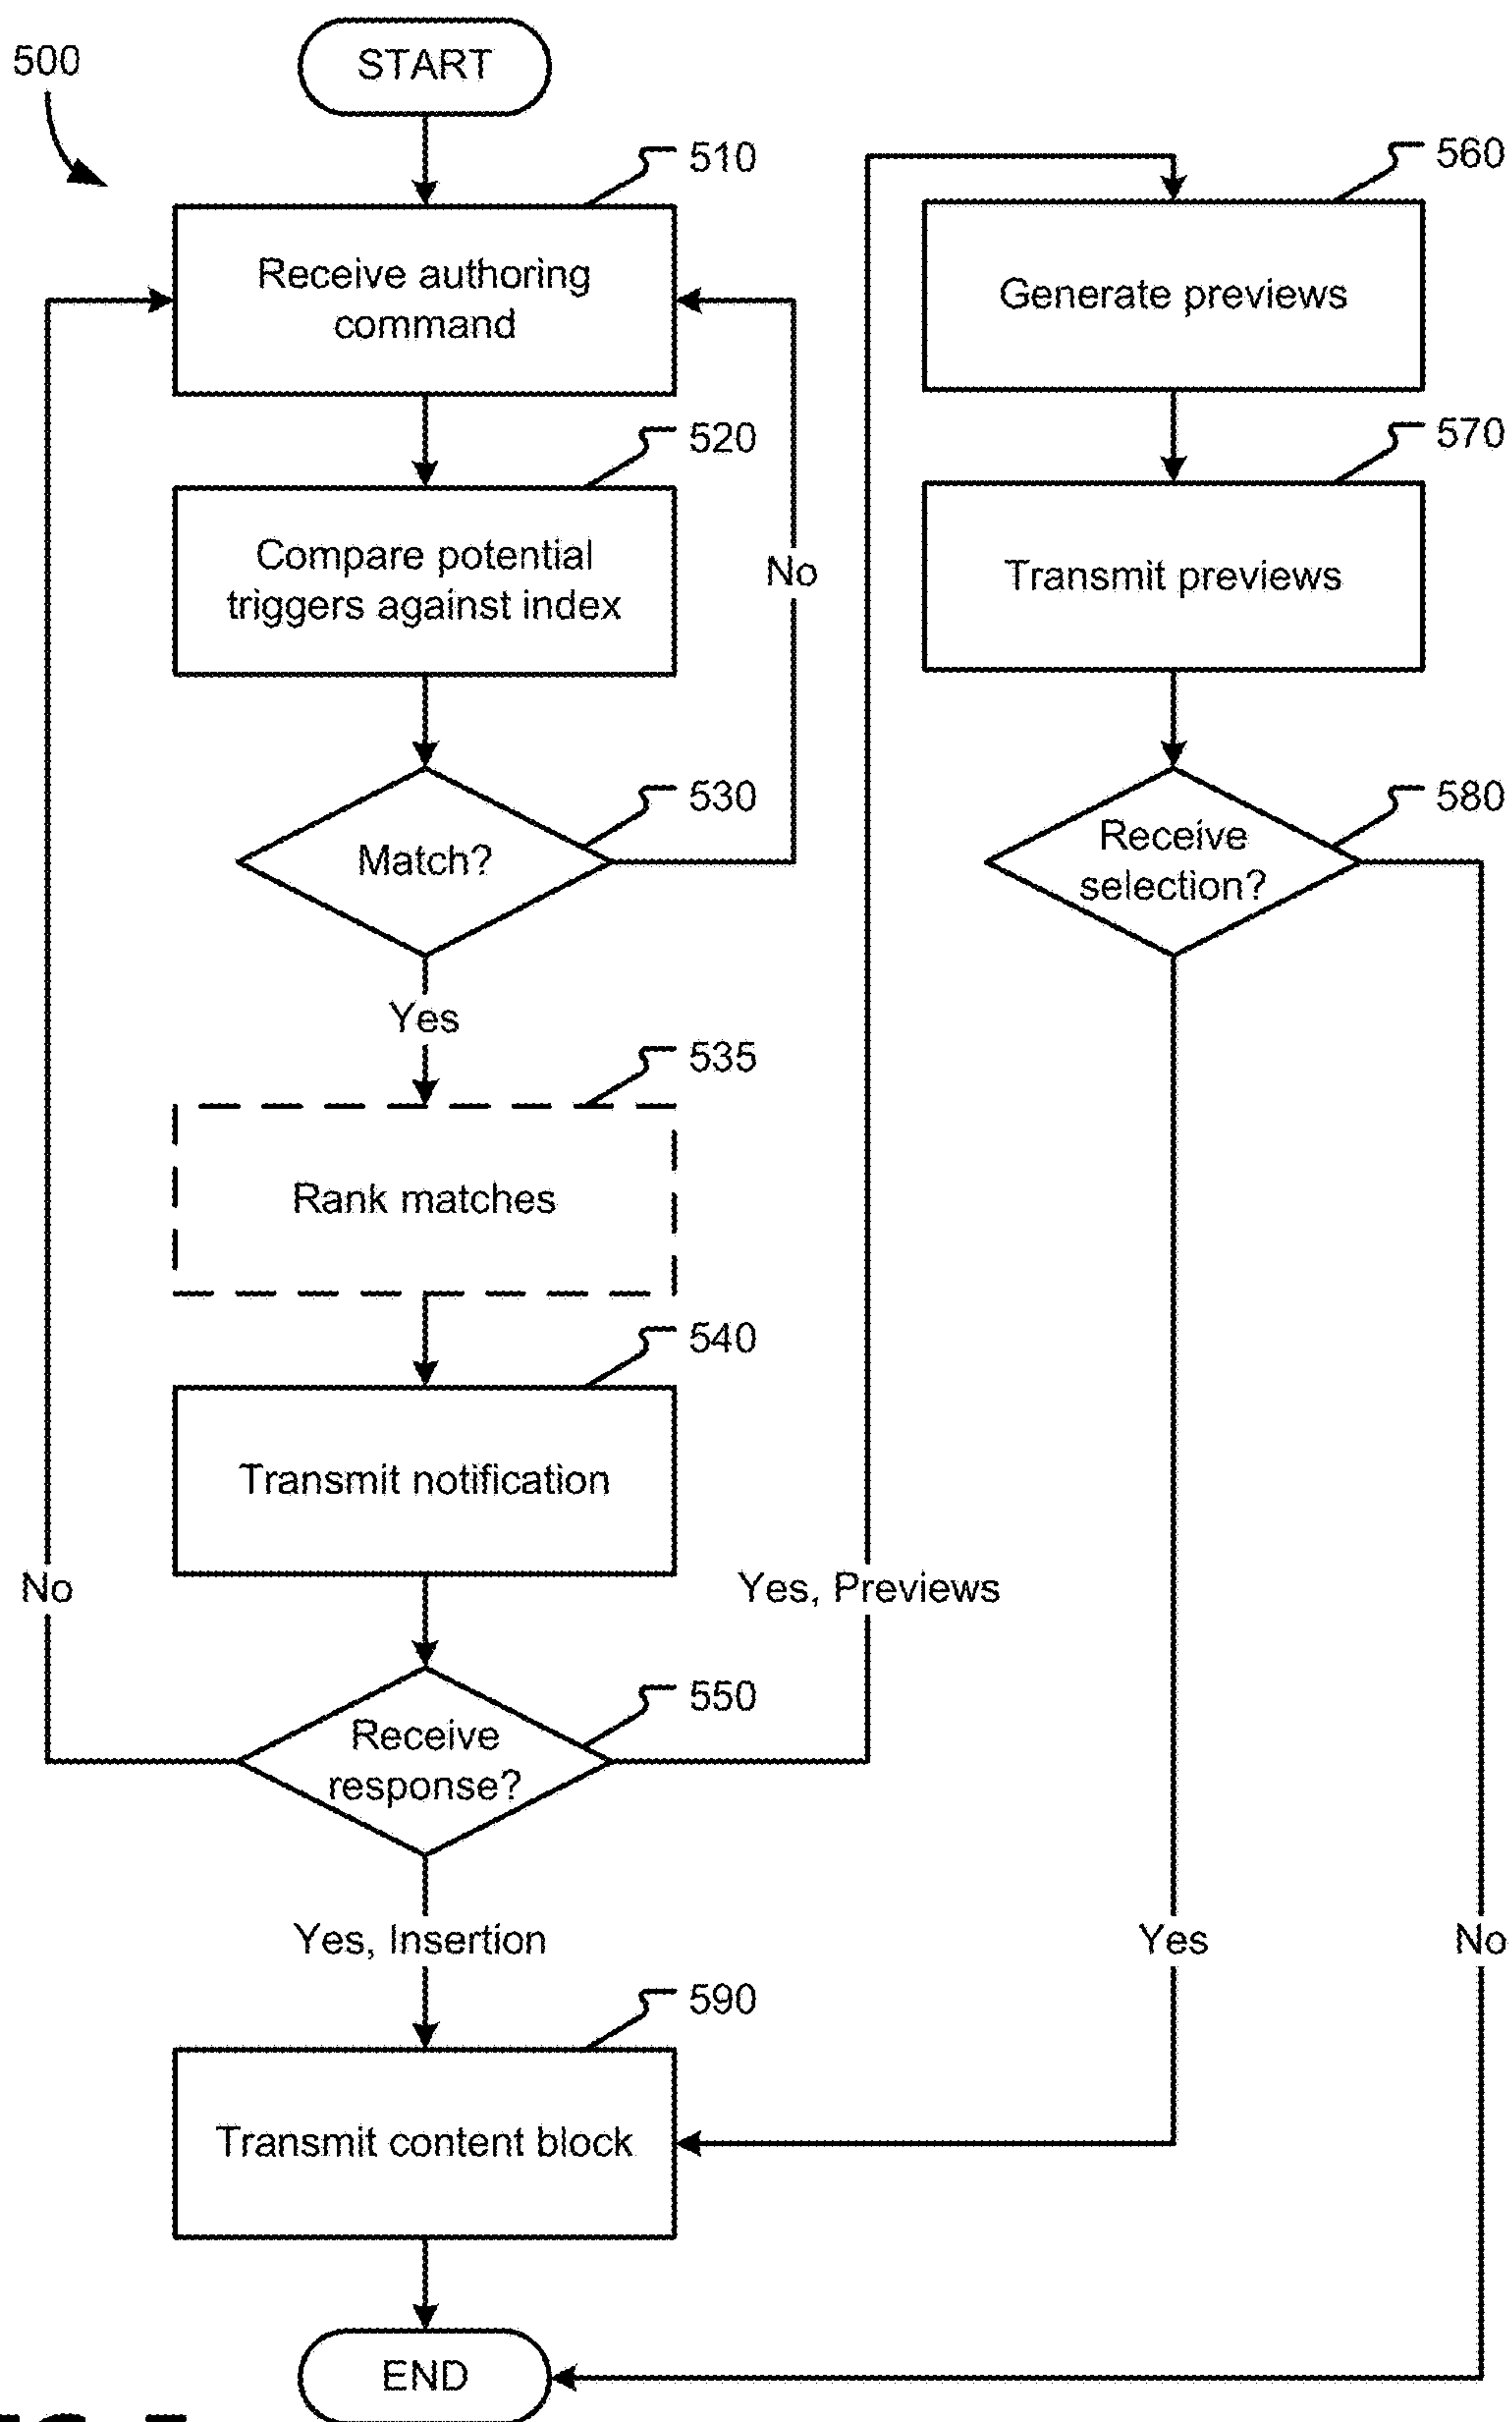 500
START
510
Receive authoring
command
520
Compare potential
triggers against index
No
530
Match?
Yes
535
Rank matches
540
Transmit notification
No
Yes, Previews
550
Receive
response?
Yes, Insertion
590
Transmit content block
END
560
Generate previews
570
Transmit previews
580
Receive
selection?
Yes
No